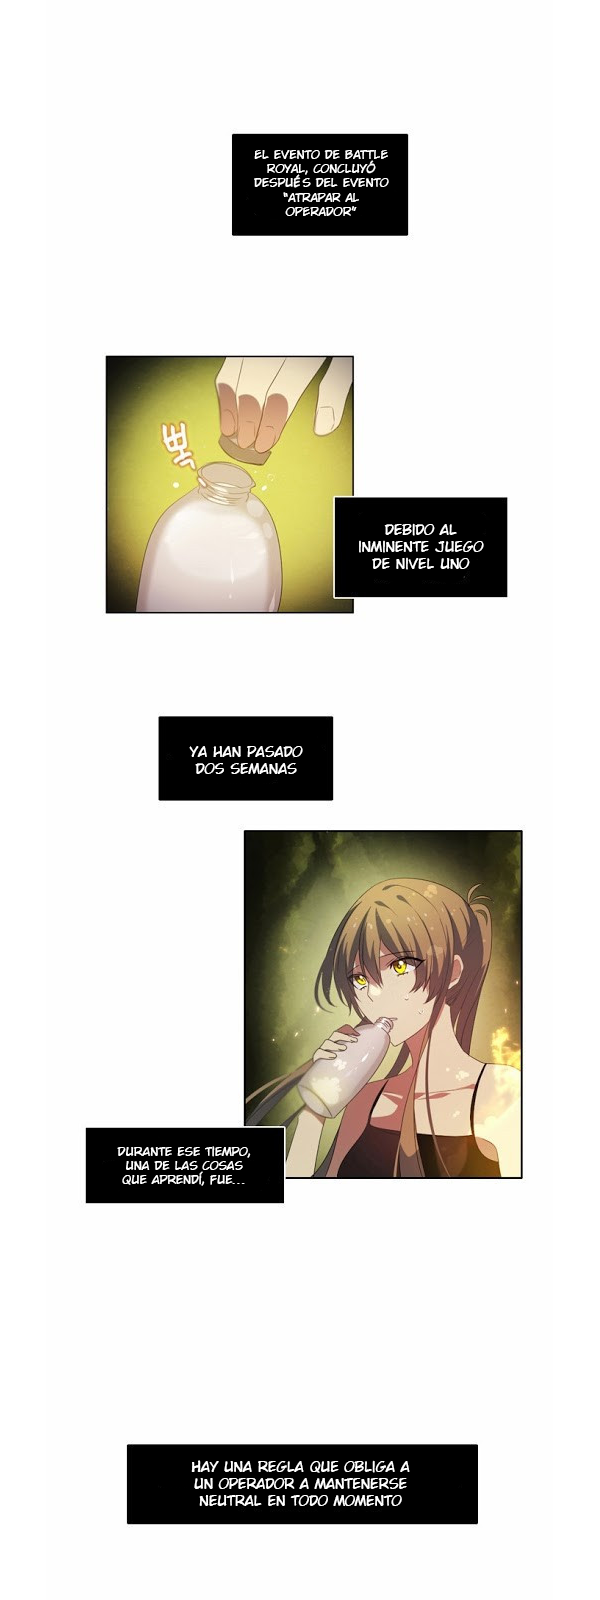 EL EVENTO DE BATTLE
ROYAL, CONCLUYÓ
DESPUÉS DEL EVENTO
"ATRAPAR AL
OPERADOR"
뽁
DEBIDO AL
INMINENTE JUEGO
DE NIVEL UNO
YA HAN PASADO
DOS SEMANAS
DURANTE ESE TIEMPO,
UNA DE LAS COSAS
QUE APRENDÍ, FUE...
HAY UNA REGLA QUE OBLIGA A
UN OPERADOR A MANTENERSE
NEUTRAL EN TODO MOMENTO